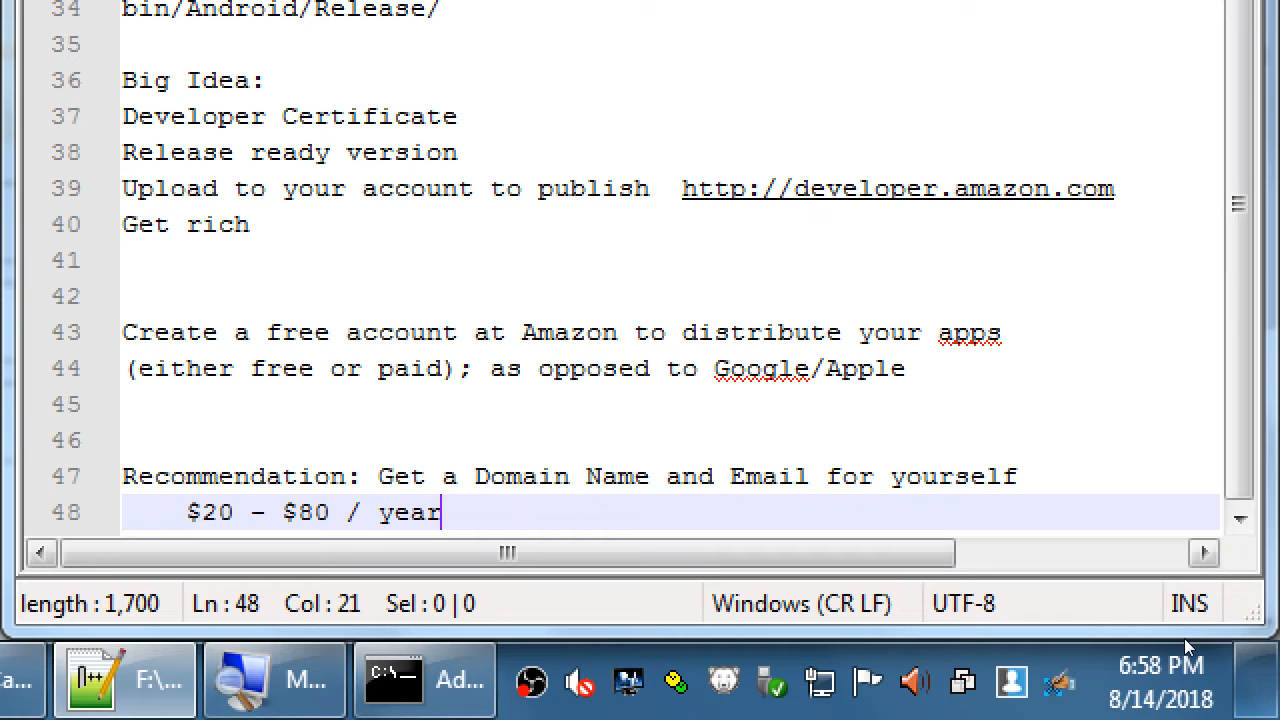 34 bin/Android/Release/
35
36 Big Idea:
37 Developer Certificate
38 Release ready version
39 Upload to your account to publish  http://developer.amazon.com
40 Get rich
41
42
43 Create a free account at Amazon to distribute your apps
44 (either free or paid); as opposed to Google/Apple
45
46
47 Recommendation: Get a Domain Name and Email for yourself
48     $20 - $80 / year
length : 1,700 Ln : 48 Col : 21 Sel : 0 | 0 Windows (CR LF) UTF-8 INS
a... F:\... M... C:\ Ad... 6:58 PM
8/14/2018